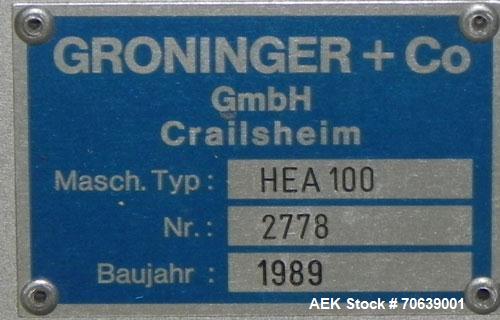 GRONINGER + Co
GmbH
Crailsheim
Masch. Typ : HEA 100
Nr. : 2778
Baujahr : 1989
AEK Stock # 70639001